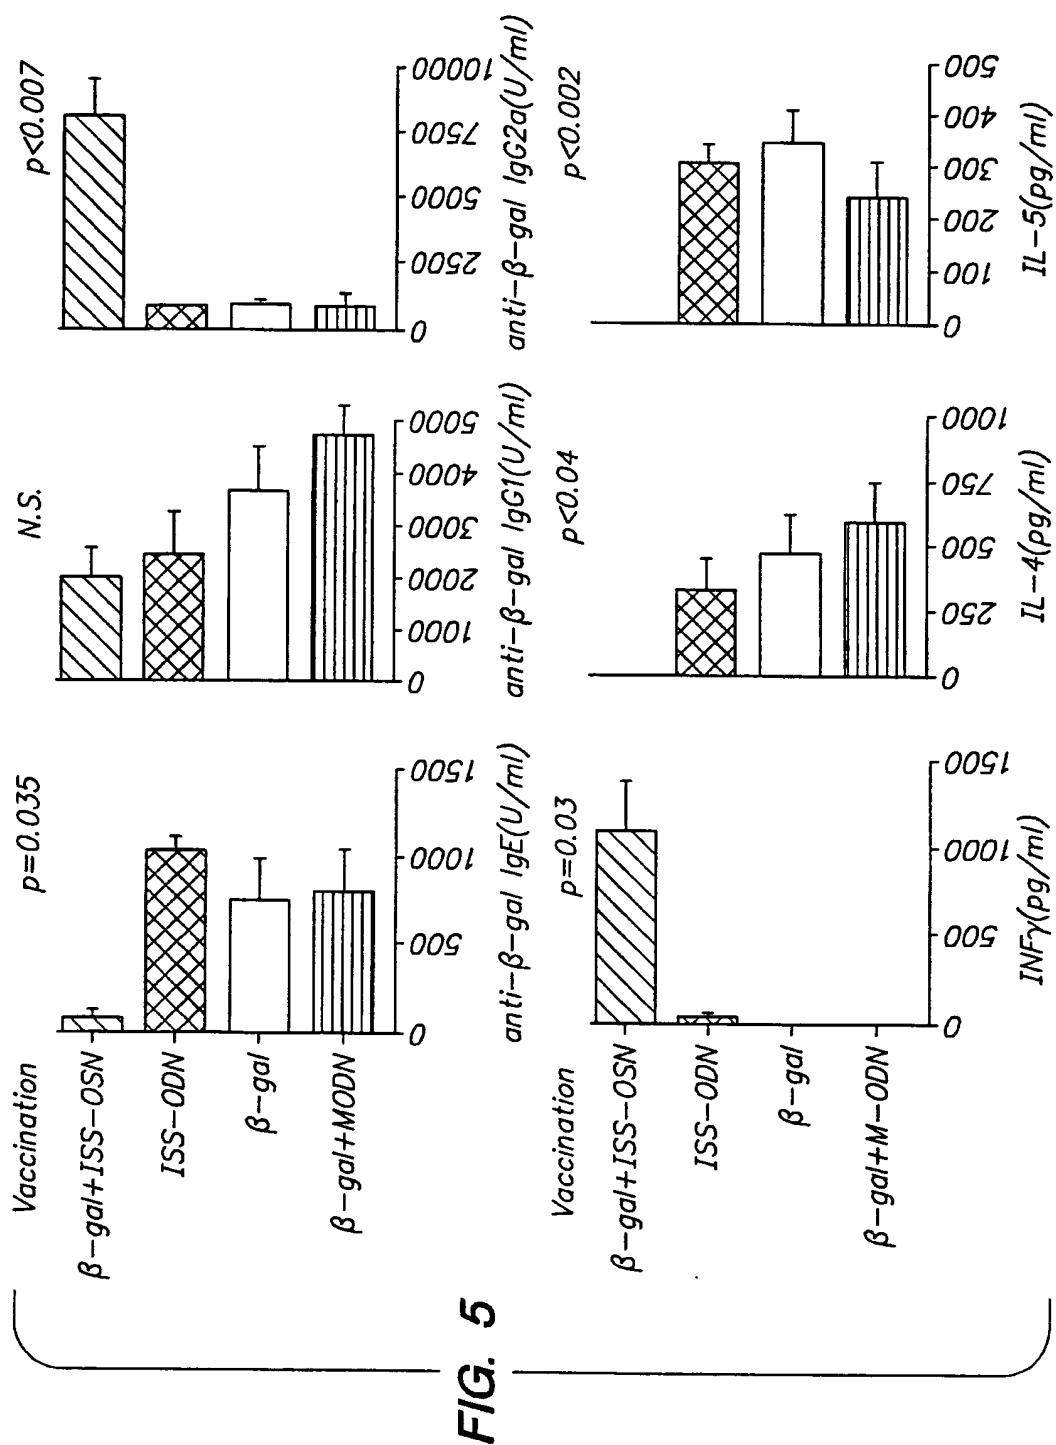 Vaccination
p=0.035
N.S.
p<0.007
β-gal+ISS-OSN
ISS-ODN
β-gal
β-gal+MODN
0 500 1000 1500
0 1000 2000 3000 4000 5000
0 2500 5000 7500 10000
anti-β-gal IgE(U/ml)
anti-β-gal IgG1(U/ml)
anti-β-gal IgG2a(U/ml)
Vaccination
p=0.03
p<0.04
p<0.002
β-gal+ISS-OSN
ISS-ODN
β-gal
β-gal+M-ODN
0 500 1000 1500
0 250 500 750 1000
0 100 200 300 400 500
INFγ(pg/ml)
IL-4(pg/ml)
IL-5(pg/ml)
FIG. 5